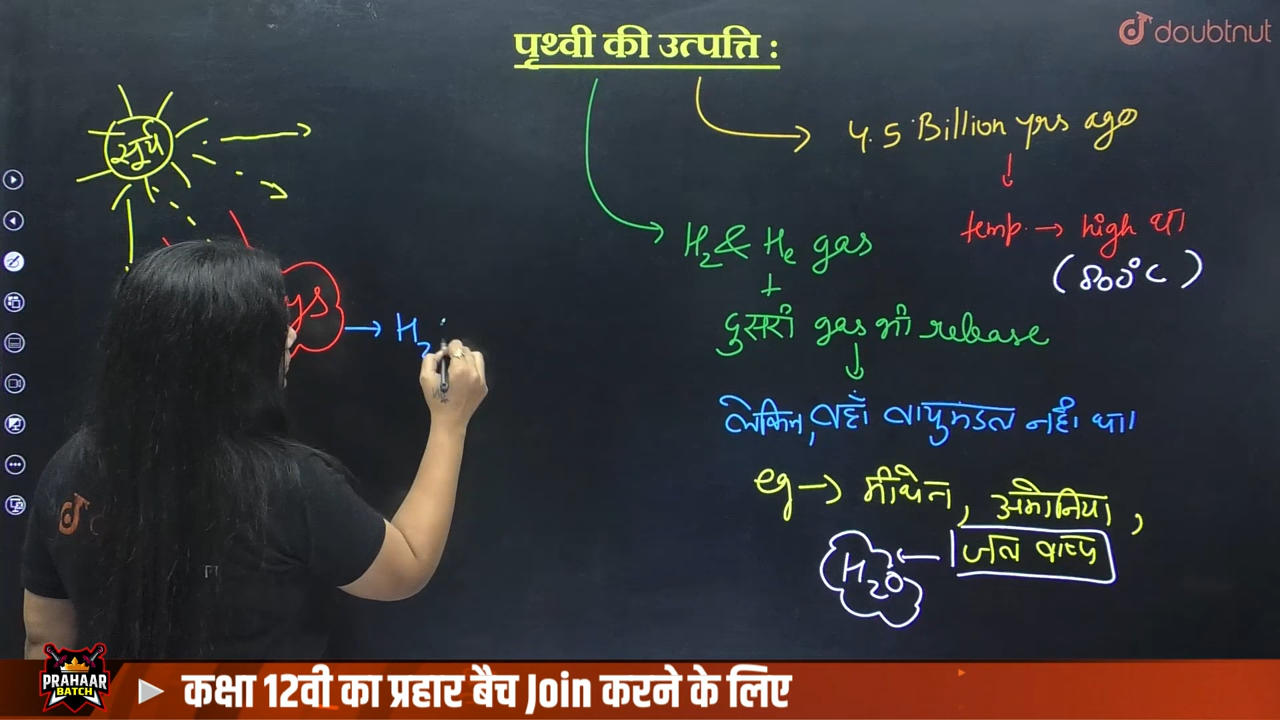 doubtnut
पृथ्वी की उत्पत्ति :
सूर्य
4.5 Billion yrs ago
temp. → high था
(800°C)
H2 & He gas
+
दुसरी gas भी release
H2
लेकिन, वहाँ वायुमंडल नहीं था।
eg → मीथेन, अमोनिया,
जल वाष्प
H2O
PRAHAAR
BATCH
कक्षा 12वी का प्रहार बैच Join करने के लिए